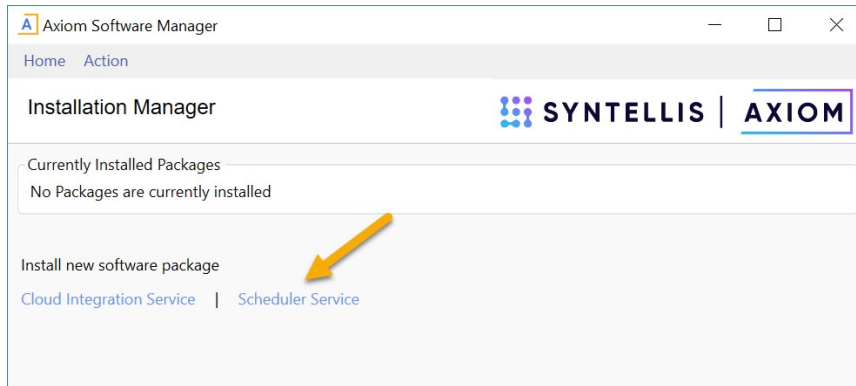 A Axiom Software Manager
Home Action
Installation Manager
SYNTELLIS | AXIOM
Currently Installed Packages
No Packages are currently installed
Install new software package
Cloud Integration Service | Scheduler Service